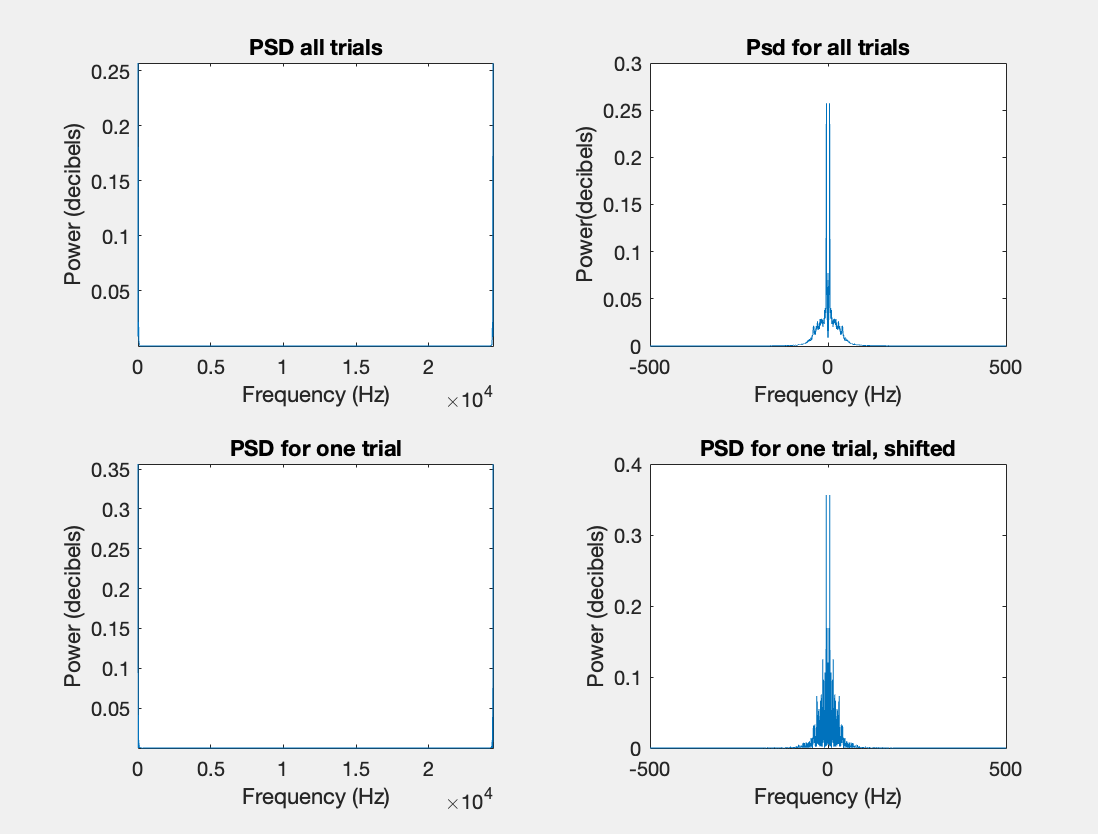 PSD all trials
Power (decibels)
0.25
0.2
0.15
0.1
0.05
0 0.5 1 1.5 2
×10⁴
Frequency (Hz)
Psd for all trials
Power(decibels)
0.3
0.25
0.2
0.15
0.1
0.05
0
-500 0 500
Frequency (Hz)
PSD for one trial
Power (decibels)
0.35
0.3
0.25
0.2
0.15
0.1
0.05
0 0.5 1 1.5 2
×10⁴
Frequency (Hz)
PSD for one trial, shifted
Power (decibels)
0.4
0.3
0.2
0.1
0
-500 0 500
Frequency (Hz)